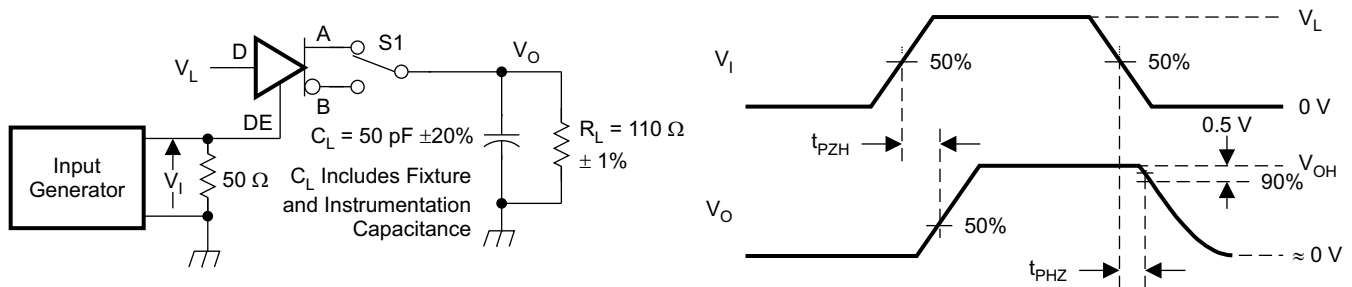 A
S1
D
V_L
V_O
B
DE
C_L = 50 pF ±20%
R_L = 110 Ω
± 1%
Input
Generator
V_I
50 Ω
C_L Includes Fixture
and Instrumentation
Capacitance
V_L
V_I
50%
50%
0 V
t_PZH
0.5 V
V_OH
90%
V_O
50%
≈ 0 V
t_PHZ